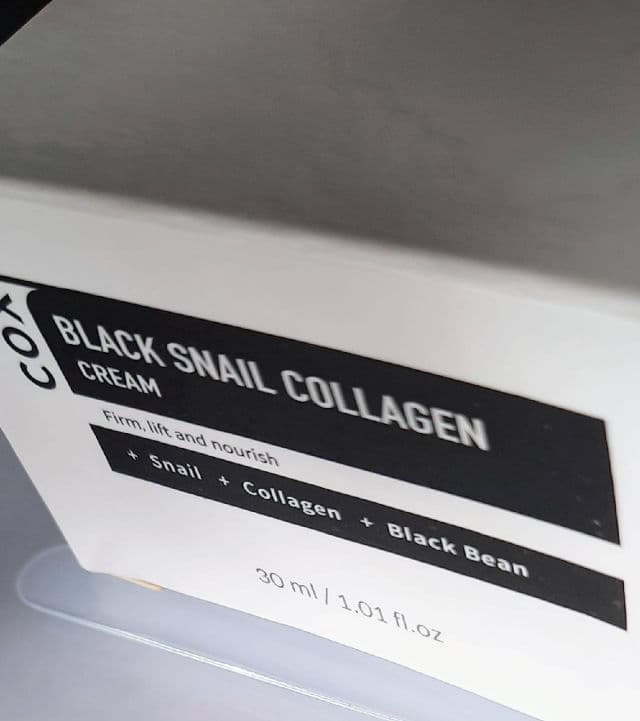 COX
BLACK SNAIL COLLAGEN
CREAM
Firm, lift and nourish
+ Snail + Collagen + Black Bean
30 ml / 1.01 fl.oz